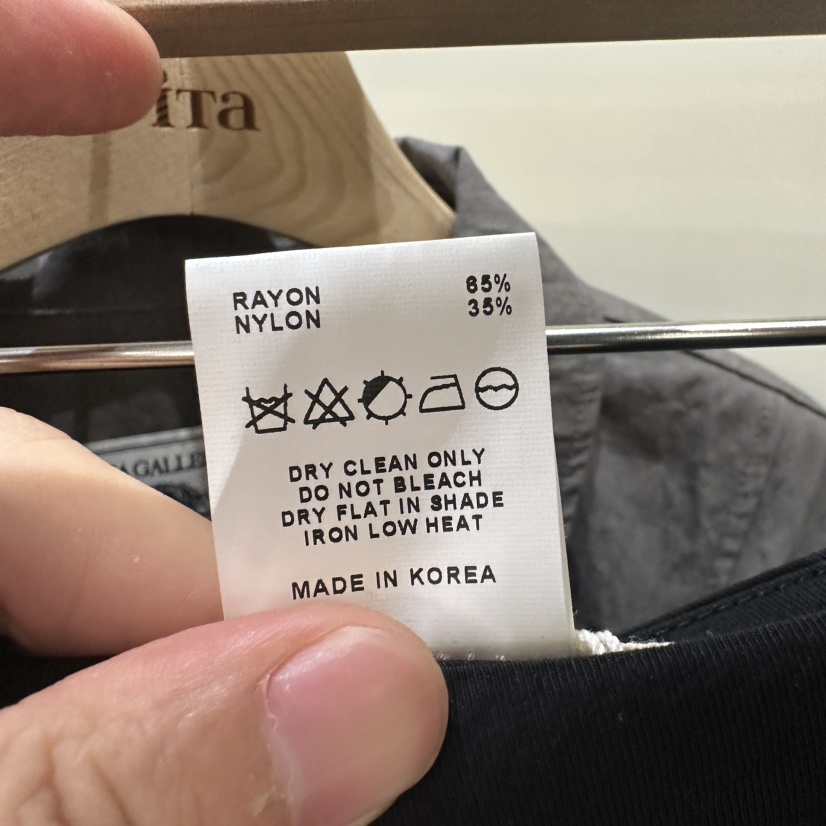 iTa
RAYON 65%
NYLON 35%
DRY CLEAN ONLY
DO NOT BLEACH
DRY FLAT IN SHADE
IRON LOW HEAT
MADE IN KOREA